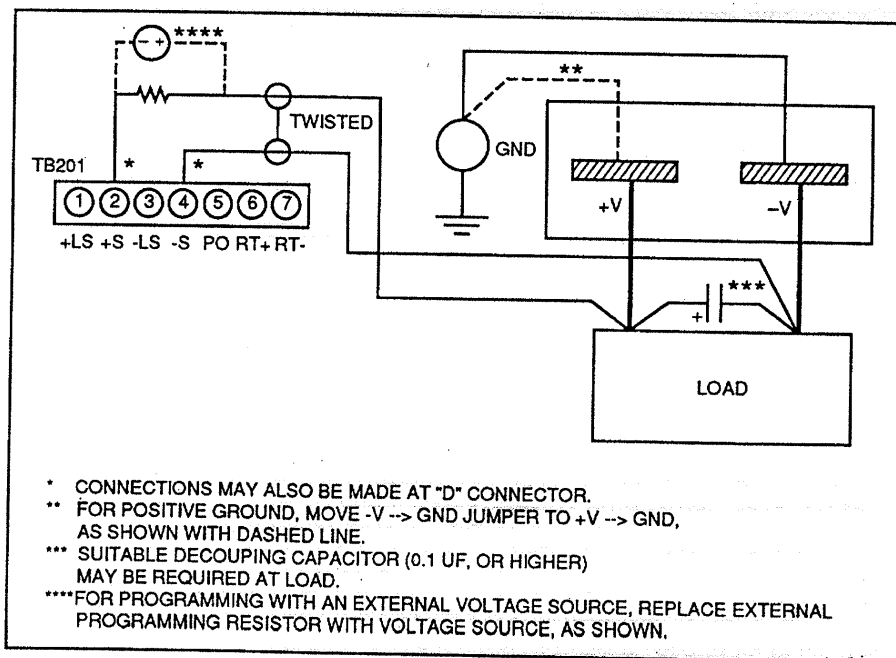 - + ****
TWISTED
**
GND
TB201
* *
1 2 3 4 5 6 7
+LS +S -LS -S PO RT+ RT-
+V
-V
***
+
LOAD
* CONNECTIONS MAY ALSO BE MADE AT "D" CONNECTOR.
** FOR POSITIVE GROUND, MOVE -V --> GND JUMPER TO +V --> GND,
AS SHOWN WITH DASHED LINE.
*** SUITABLE DECOUPING CAPACITOR (0.1 UF, OR HIGHER)
MAY BE REQUIRED AT LOAD.
****FOR PROGRAMMING WITH AN EXTERNAL VOLTAGE SOURCE, REPLACE EXTERNAL
PROGRAMMING RESISTOR WITH VOLTAGE SOURCE, AS SHOWN.